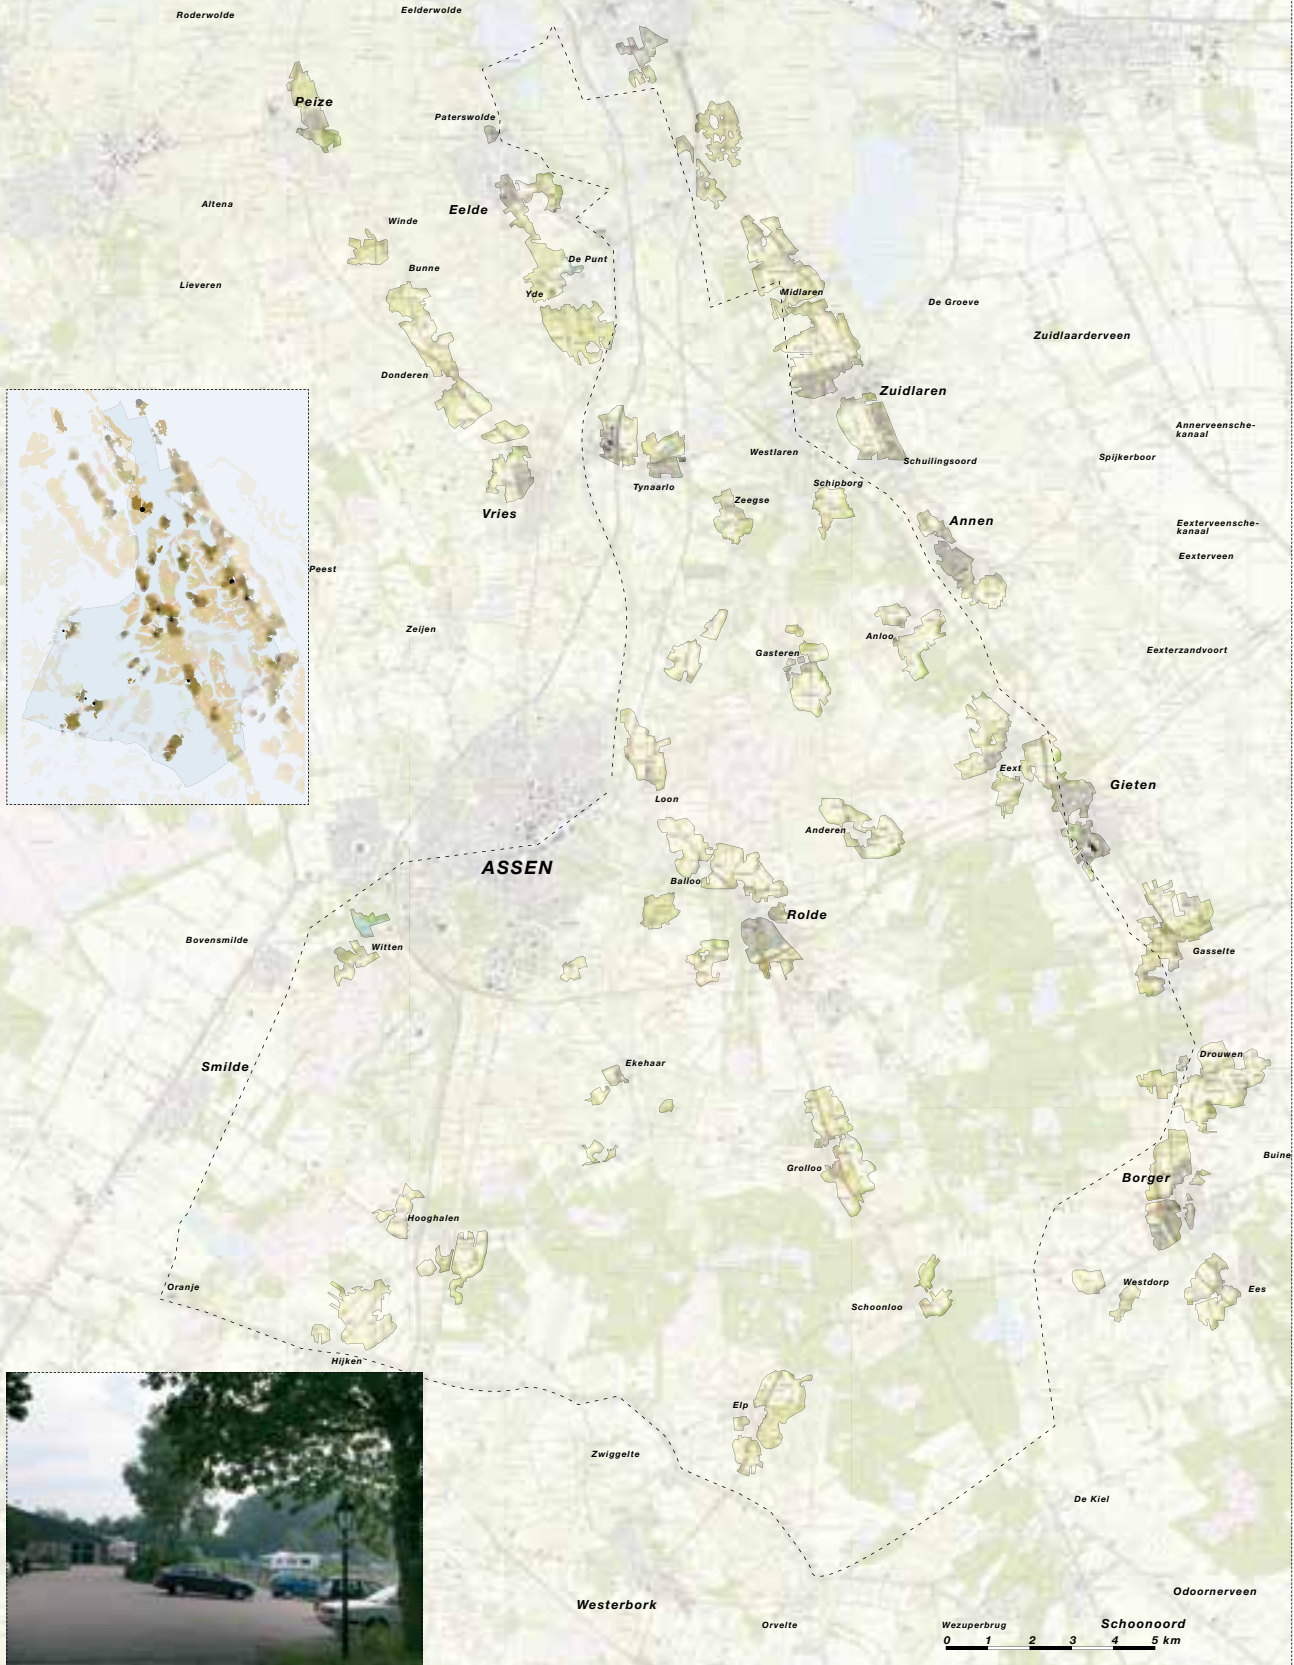 Roderwolde
Eelderwolde
Peize
Paterswolde
Altena
Eelde
Winde
De Punt
Bunne
Lieveren
Yde
Midlaren
De Groeve
Zuidlaarderveen
Donderen
Zuidlaren
Annerveensche-
kanaal
Westlaren
Schuilingsoord
Spijkerboor
Tynaarlo
Schipborg
Zeegse
Vries
Annen
Eexterveensche-
kanaal
Eexterveen
Peest
Zeijen
Anloo
Gasteren
Eexterzandvoort
Eext
Gieten
Loon
Anderen
ASSEN
Balloo
Rolde
Bovensmilde
Witten
Gasselte
Drouwen
Smilde
Ekehaar
Buine
Grolloo
Borger
Hooghalen
Oranje
Westdorp
Ees
Schoonloo
Hijken
Elp
Zwiggelte
De Kiel
Odoornerveen
Westerbork
Orvelte
Wezuperbrug
Schoonoord
0 1 2 3 4 5 km